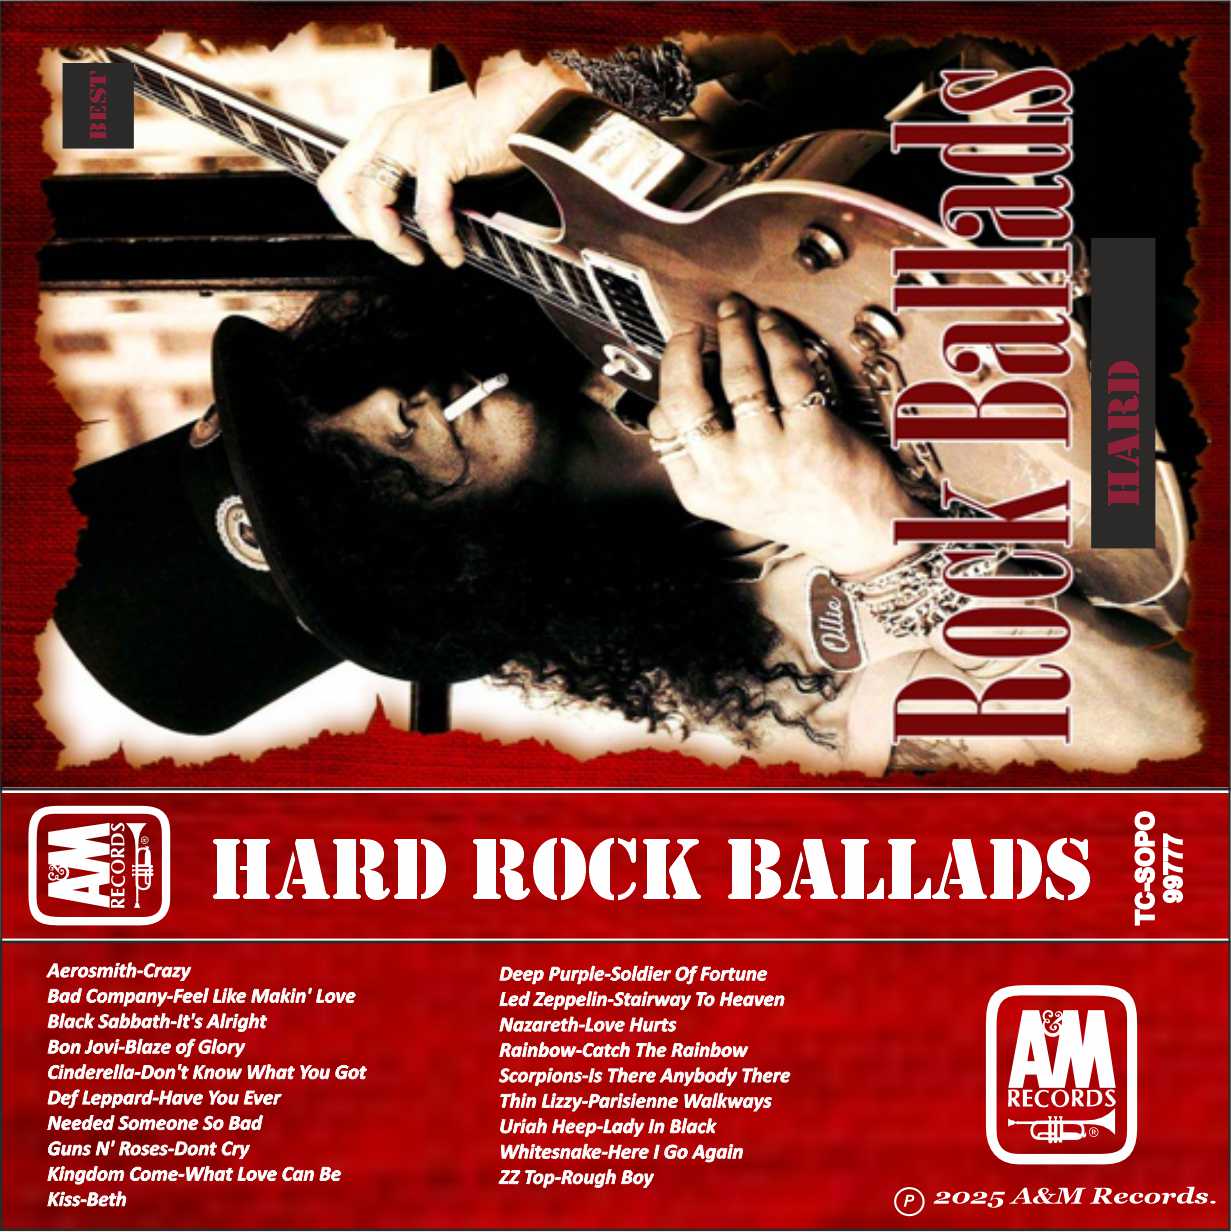 BEST
HARD
Rock Ballads
Ollie
A&M
RECORDS
®
HARD ROCK BALLADS
TC-SOPO
997777
Aerosmith-Crazy
Bad Company-Feel Like Makin' Love
Black Sabbath-It's Alright
Bon Jovi-Blaze of Glory
Cinderella-Don't Know What You Got
Def Leppard-Have You Ever
Needed Someone So Bad
Guns N' Roses-Dont Cry
Kingdom Come-What Love Can Be
Kiss-Beth
Deep Purple-Soldier Of Fortune
Led Zeppelin-Stairway To Heaven
Nazareth-Love Hurts
Rainbow-Catch The Rainbow
Scorpions-Is There Anybody There
Thin Lizzy-Parisienne Walkways
Uriah Heep-Lady In Black
Whitesnake-Here I Go Again
ZZ Top-Rough Boy
A&M
RECORDS
®
℗ 2025 A&M Records.